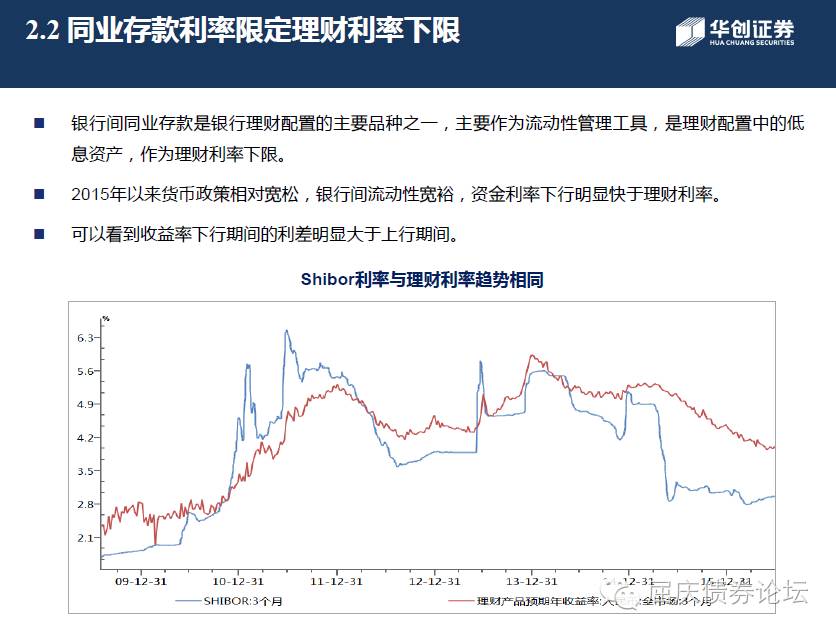 2.2 同业存款利率限定理财利率下限
华创证券
HUA CHUANG SECURITIES
银行间同业存款是银行理财配置的主要品种之一，主要作为流动性管理工具，是理财配置中的低
息资产，作为理财利率下限。
2015年以来货币政策相对宽松，银行间流动性宽裕，资金利率下行明显快于理财利率。
可以看到收益率下行期间的利差明显大于上行期间。
Shibor利率与理财利率趋势相同
%
6.3
5.6
4.9
4.2
3.5
2.8
2.1
09-12-31 10-12-31 11-12-31 12-12-31 13-12-31 12-31 15-12-31
SHIBOR:3个月 理财产品预期年收益率:人民币:全市场:3个月
屈庆债券论坛